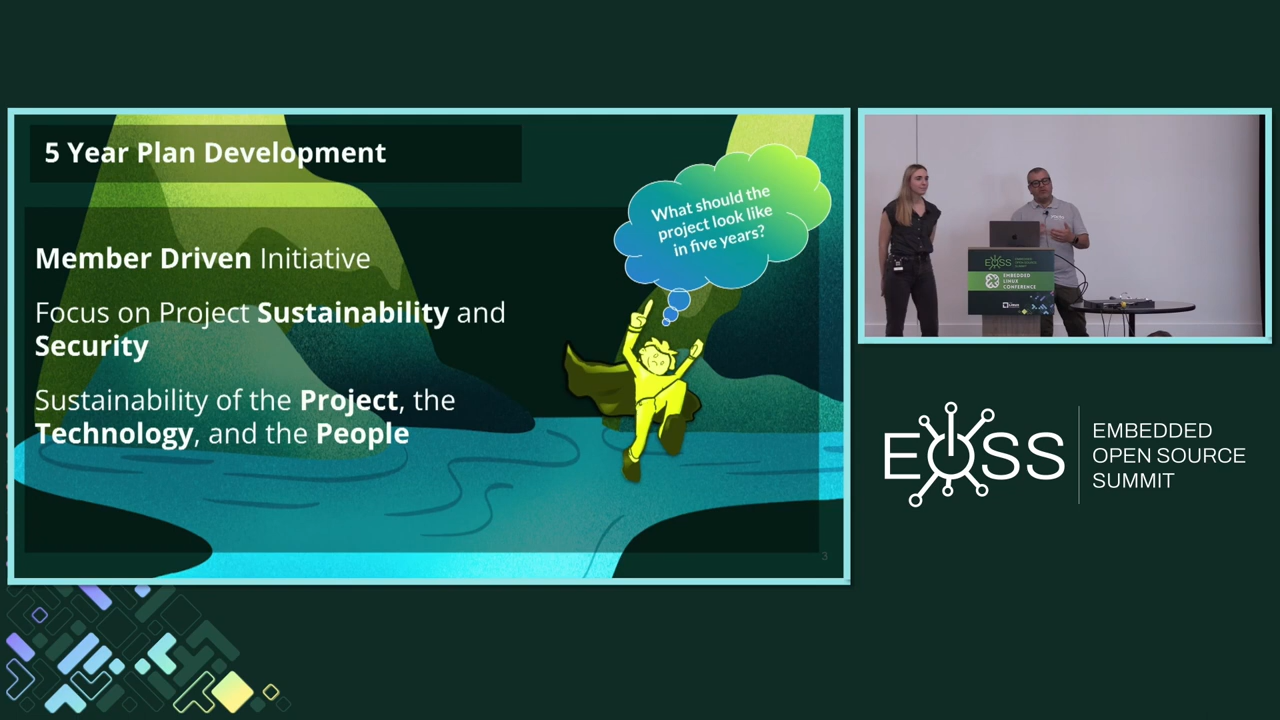 5 Year Plan Development
Member Driven Initiative
Focus on Project Sustainability and
Security
Sustainability of the Project, the
Technology, and the People
What should the
project look like
in five years?
3
EOSS
EMBEDDED
LINUX
CONFERENCE
EOSS
EMBEDDED
OPEN SOURCE
SUMMIT